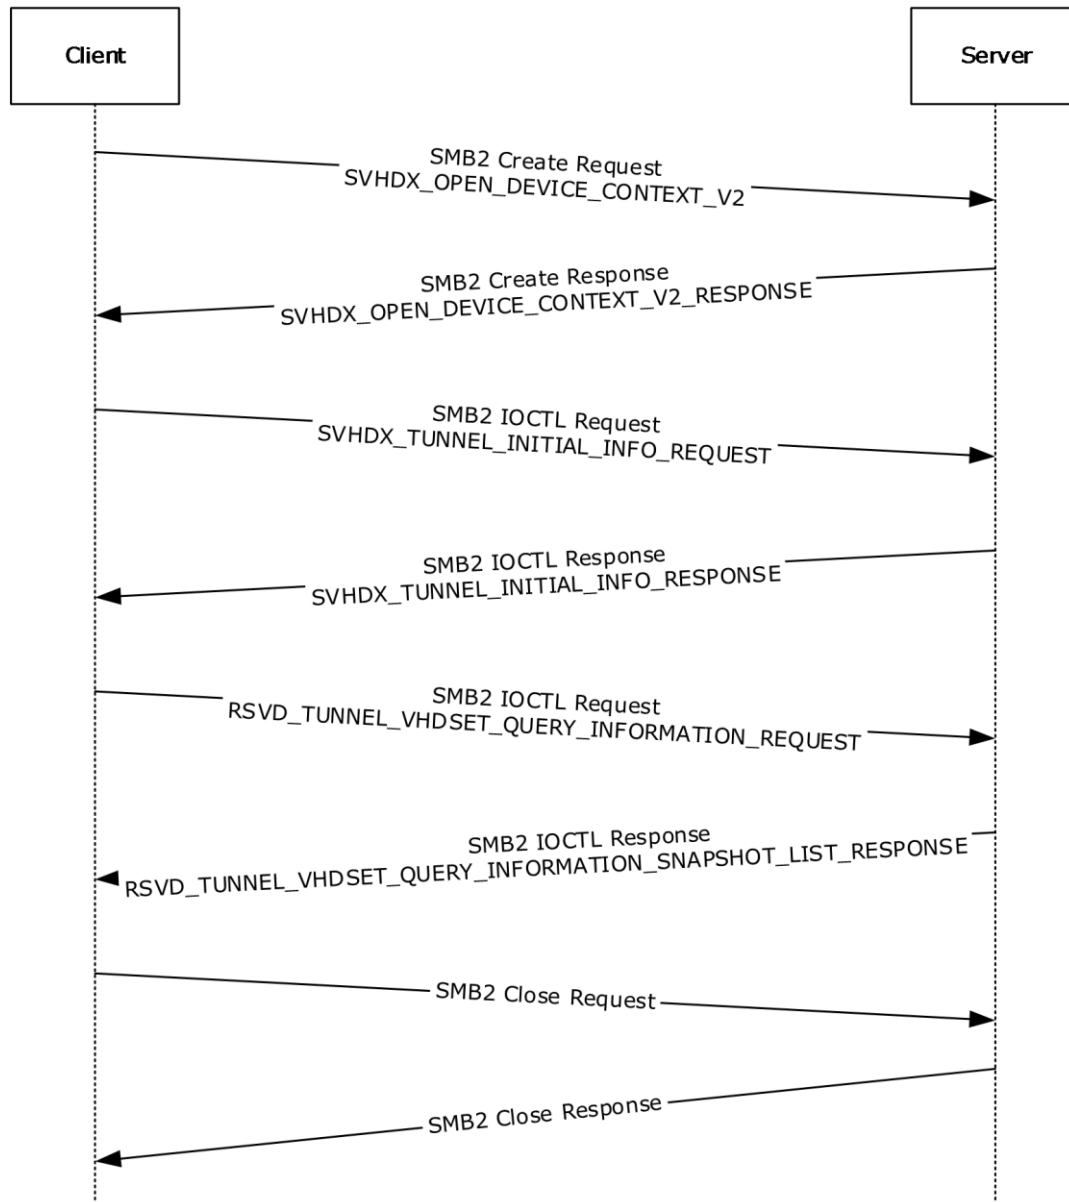 Client
Server
SMB2 Create Request
SVHDX_OPEN_DEVICE_CONTEXT_V2
SMB2 Create Response
SVHDX_OPEN_DEVICE_CONTEXT_V2_RESPONSE
SMB2 IOCTL Request
SVHDX_TUNNEL_INITIAL_INFO_REQUEST
SMB2 IOCTL Response
SVHDX_TUNNEL_INITIAL_INFO_RESPONSE
SMB2 IOCTL Request
RSVD_TUNNEL_VHDSET_QUERY_INFORMATION_REQUEST
SMB2 IOCTL Response
RSVD_TUNNEL_VHDSET_QUERY_INFORMATION_SNAPSHOT_LIST_RESPONSE
SMB2 Close Request
SMB2 Close Response